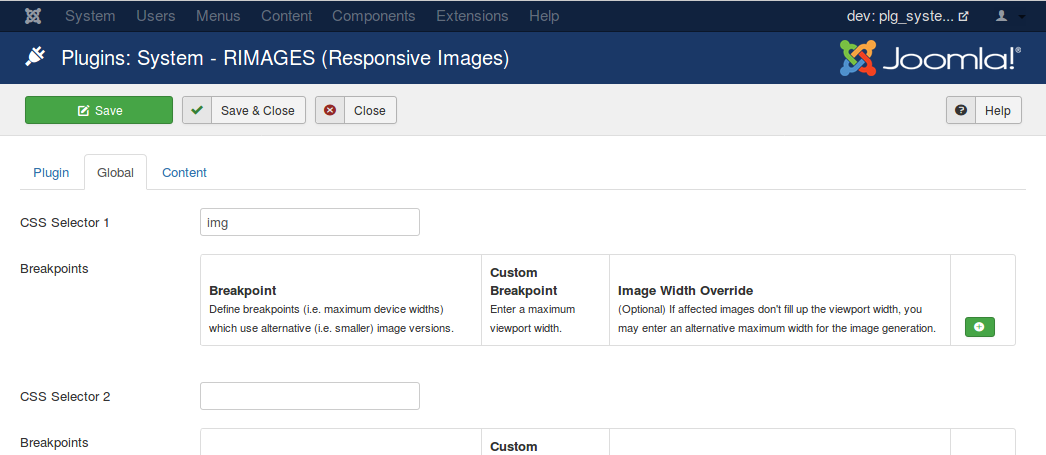 System Users Menus Content Components Extensions Help dev: plg_syste...
Plugins: System - RIMAGES (Responsive Images) Joomla!®
Save Save & Close Close Help
Plugin Global Content
CSS Selector 1 img
Breakpoints
Breakpoint
Define breakpoints (i.e. maximum device widths)
which use alternative (i.e. smaller) image versions.
Custom
Breakpoint
Enter a maximum
viewport width.
Image Width Override
(Optional) If affected images don't fill up the viewport width, you
may enter an alternative maximum width for the image generation.
CSS Selector 2
Breakpoints
Custom